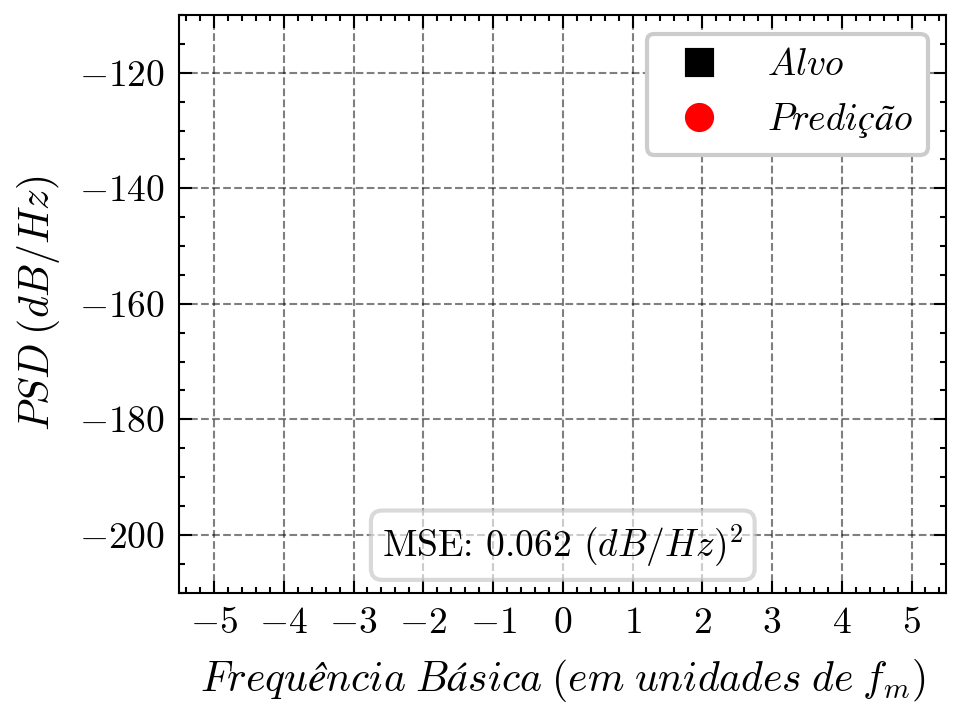 Alvo
Predição
PSD (dB/Hz)
−120
−140
−160
−180
−200
MSE: 0.062 (dB/Hz)²
−5 −4 −3 −2 −1 0 1 2 3 4 5
Frequência Básica (em unidades de fₘ)